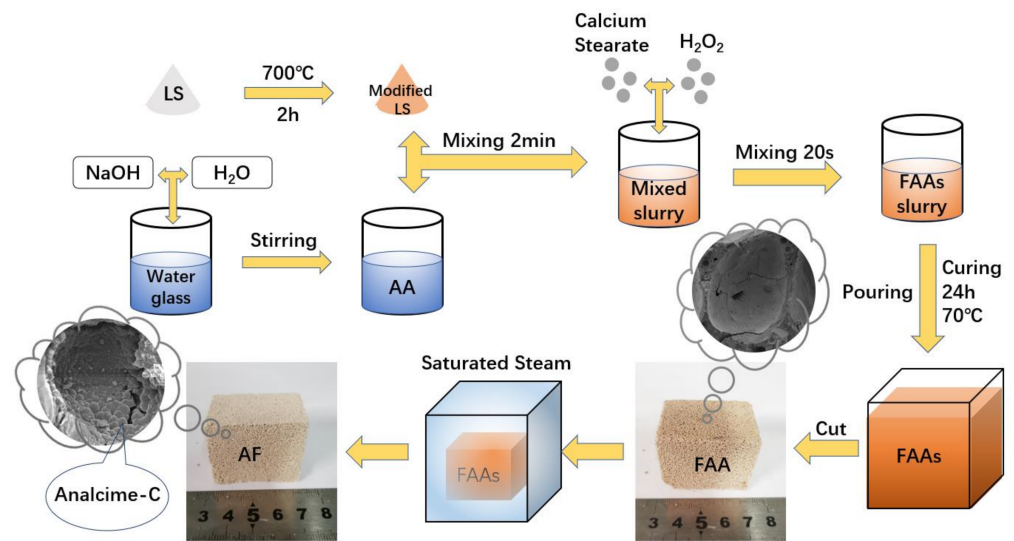 Calcium
Stearate
H₂O₂
LS
700℃
2h
Modified
LS
Mixing 2min
NaOH
H₂O
Mixed
slurry
Mixing 20s
FAAs
slurry
Stirring
Water
glass
AA
Pouring
Curing
24h
70℃
Saturated Steam
Analcime-C
AF
3 4 5 6 7 8
FAAs
FAA
3 4 5 6 7 8
Cut
FAAs